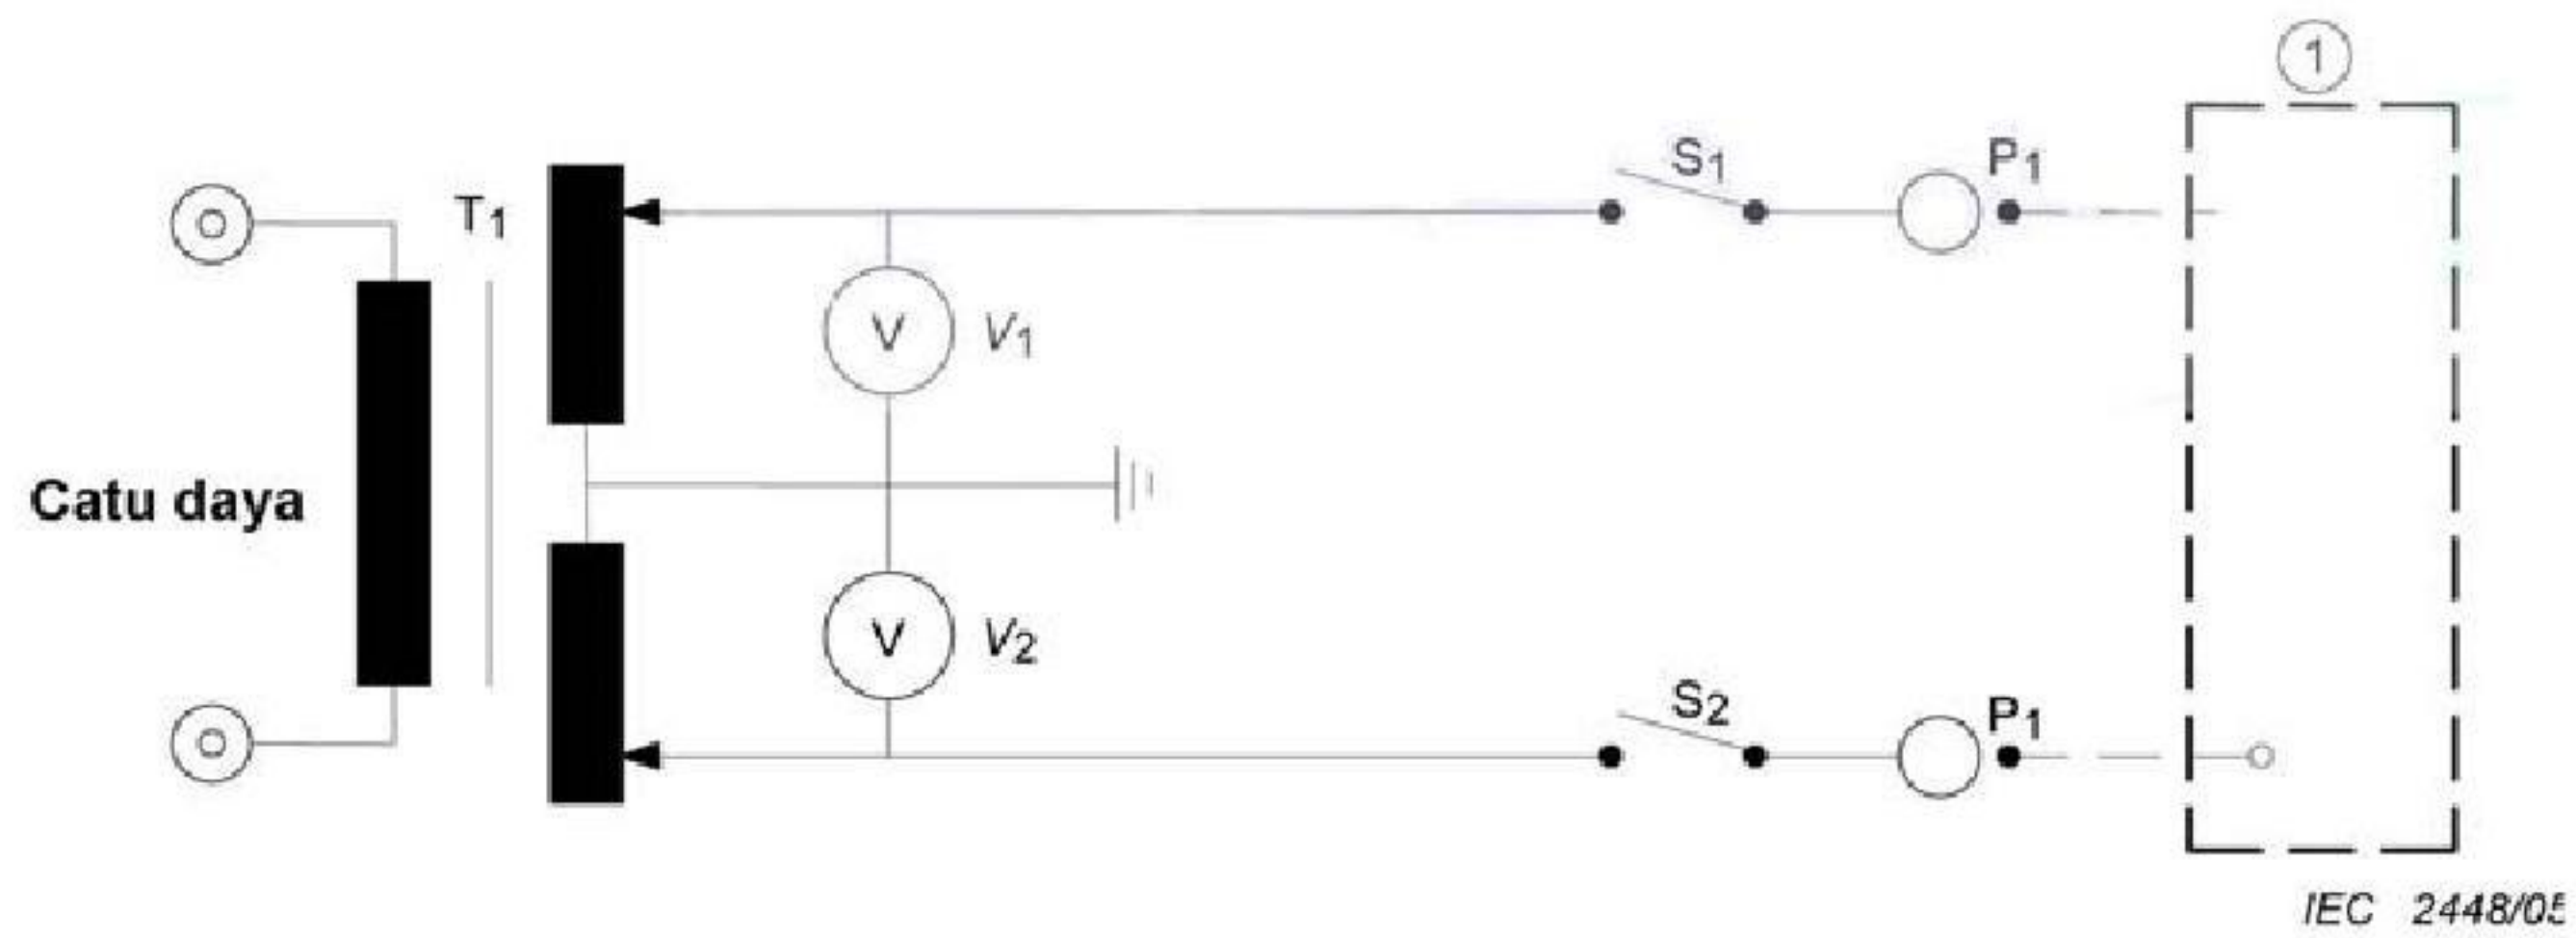 1
T1
S1
P1
V
V1
Catu daya
V
V2
S2
P1
IEC 2448/05